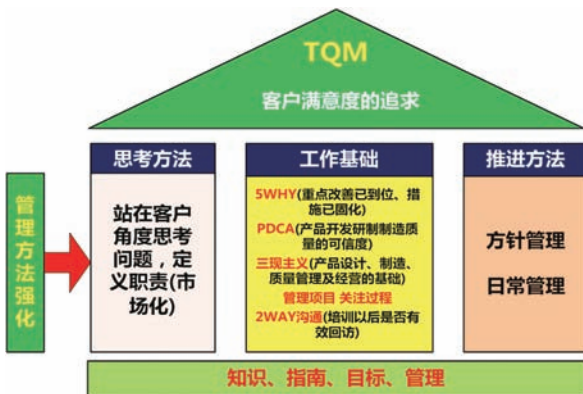 TQM
客户满意度的追求
管理方法强化
思考方法
站在客户
角度思考
问题，定
义职责(市
场化)
工作基础
5WHY(重点改善已到位、措
施已固化)
PDCA(产品开发研制制造质
量的可信度)
三现主义(产品设计、制造、
质量管理及经营的基础)
管理项目 关注过程
2WAY沟通(培训以后是否有
效回访)
推进方法
方针管理
日常管理
知识、指南、目标、管理